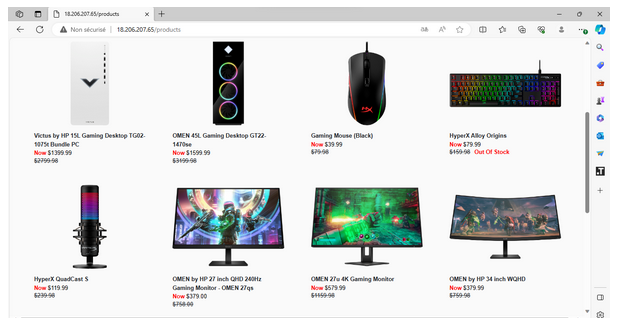 Non sécurisé
18.206.207.65/products
18.206.207.65/products
Victus by HP 15L Gaming Desktop TG02-
1075t Bundle PC
Now $1399.99
$2799.98
OMEN 45L Gaming Desktop GT22-
1470se
Now $1599.99
$3199.98
Gaming Mouse (Black)
Now $39.99
$79.98
HyperX Alloy Origins
Now $79.99
$159.98 Out Of Stock
HyperX QuadCast S
Now $119.99
$239.98
OMEN by HP 27 inch QHD 240Hz
Gaming Monitor - OMEN 27qs
Now $379.00
$758.00
OMEN 27u 4K Gaming Monitor
Now $579.99
$1159.98
OMEN by HP 34 inch WQHD
Now $379.99
$759.98